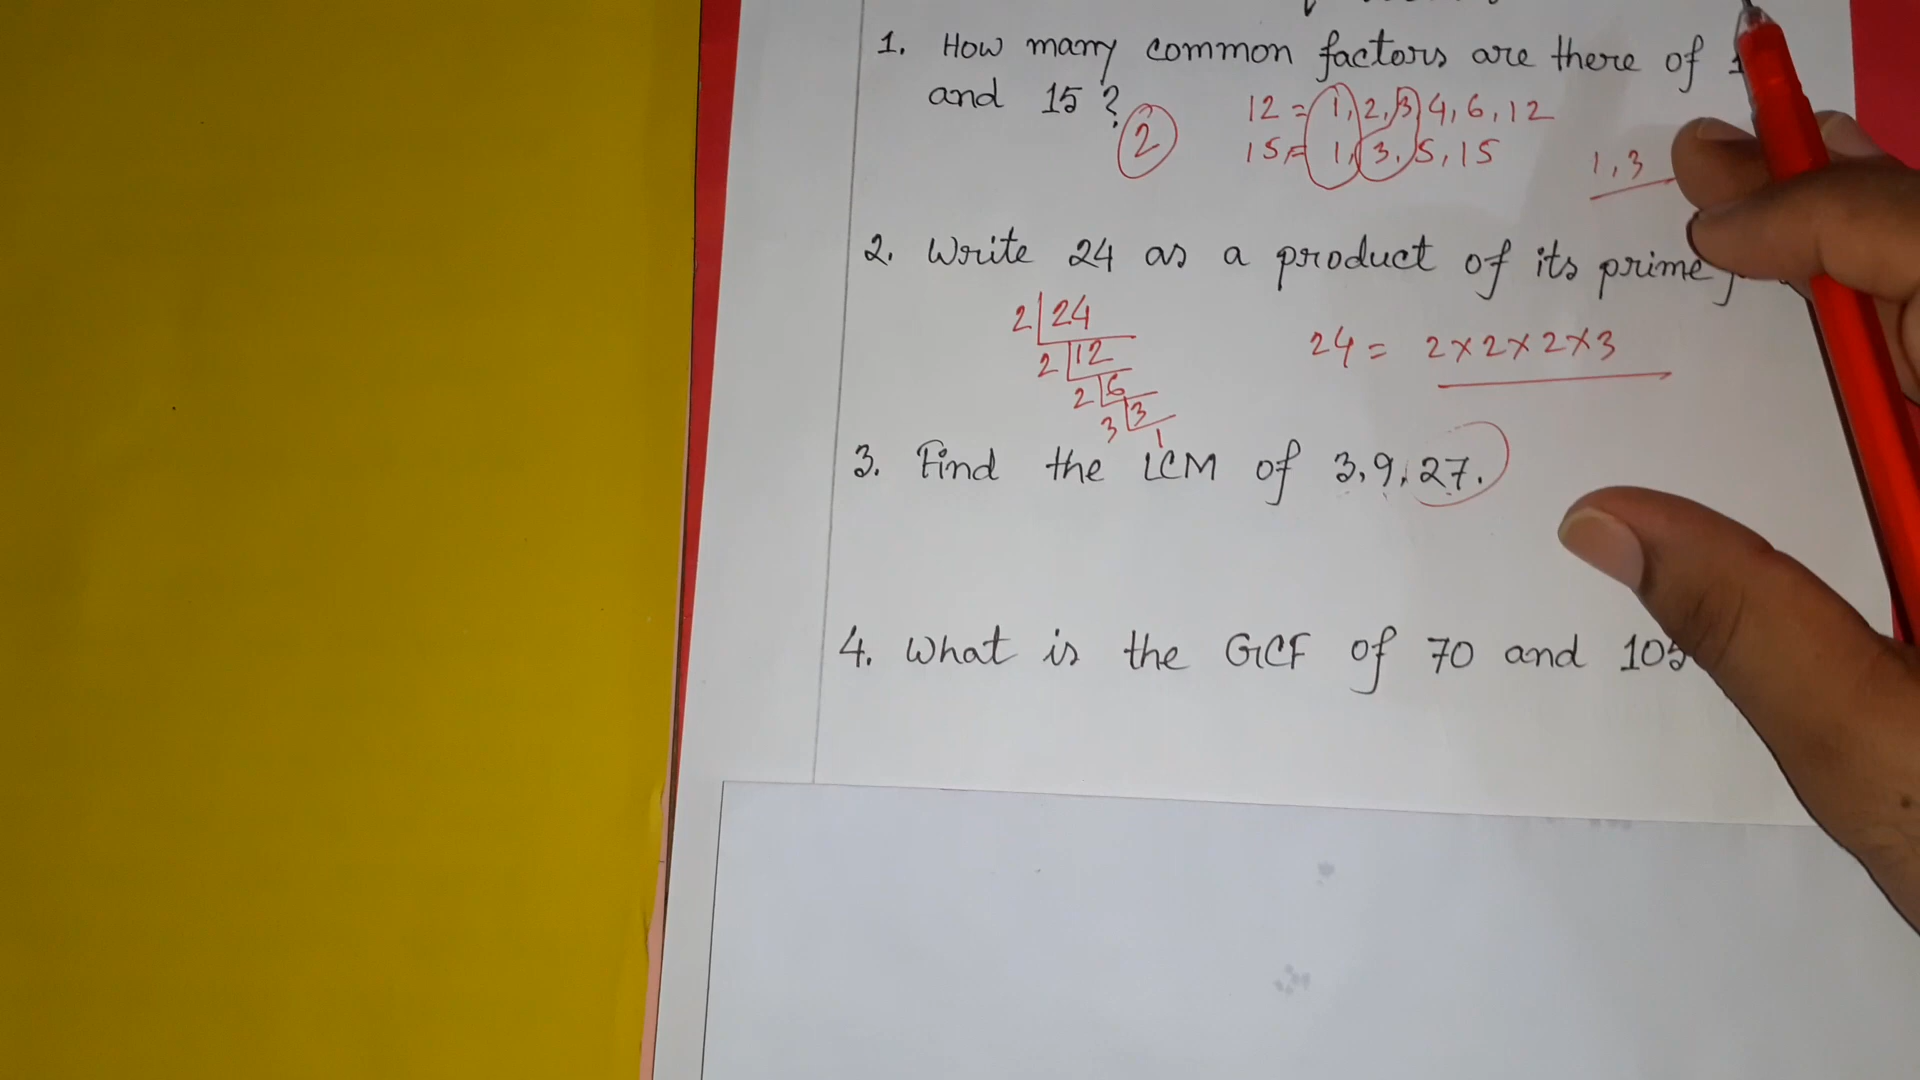 1. How many common factors are there of
and 15 ?
2
12 = 1, 2, 3, 4, 6, 12
15 = 1, 3, 5, 15
1, 3
2. Write 24 as a product of its prime
2 24
2 12
2 6
3 3
1
24 = 2 x 2 x 2 x 3
3. Find the LCM of 3, 9, 27.
4. What is the GCF of 70 and 105